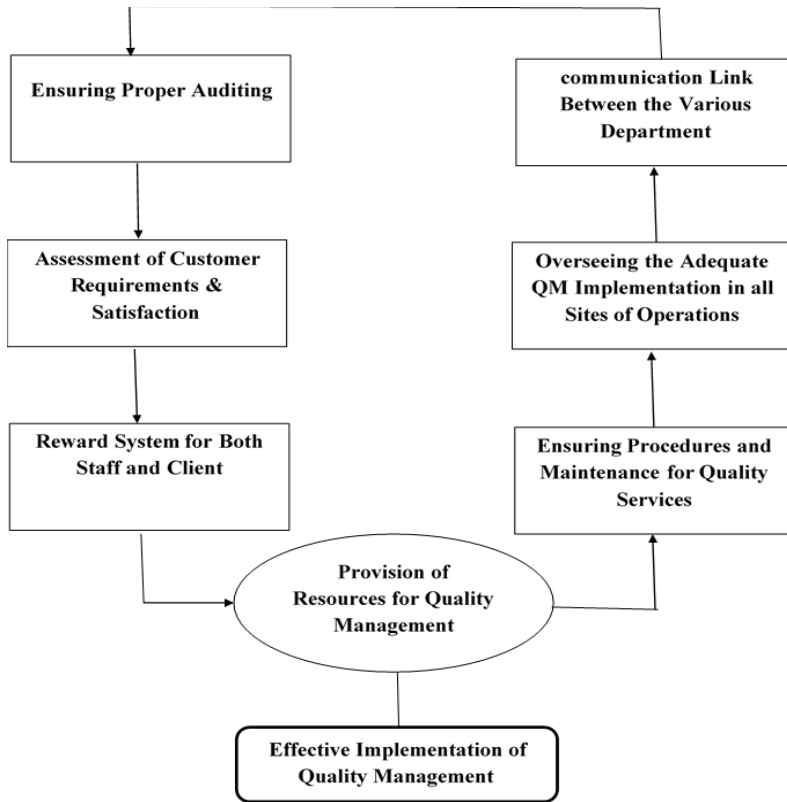 Ensuring Proper Auditing
communication Link
Between the Various
Department
Assessment of Customer
Requirements &
Satisfaction
Overseeing the Adequate
QM Implementation in all
Sites of Operations
Reward System for Both
Staff and Client
Ensuring Procedures and
Maintenance for Quality
Services
Provision of
Resources for Quality
Management
Effective Implementation of
Quality Management